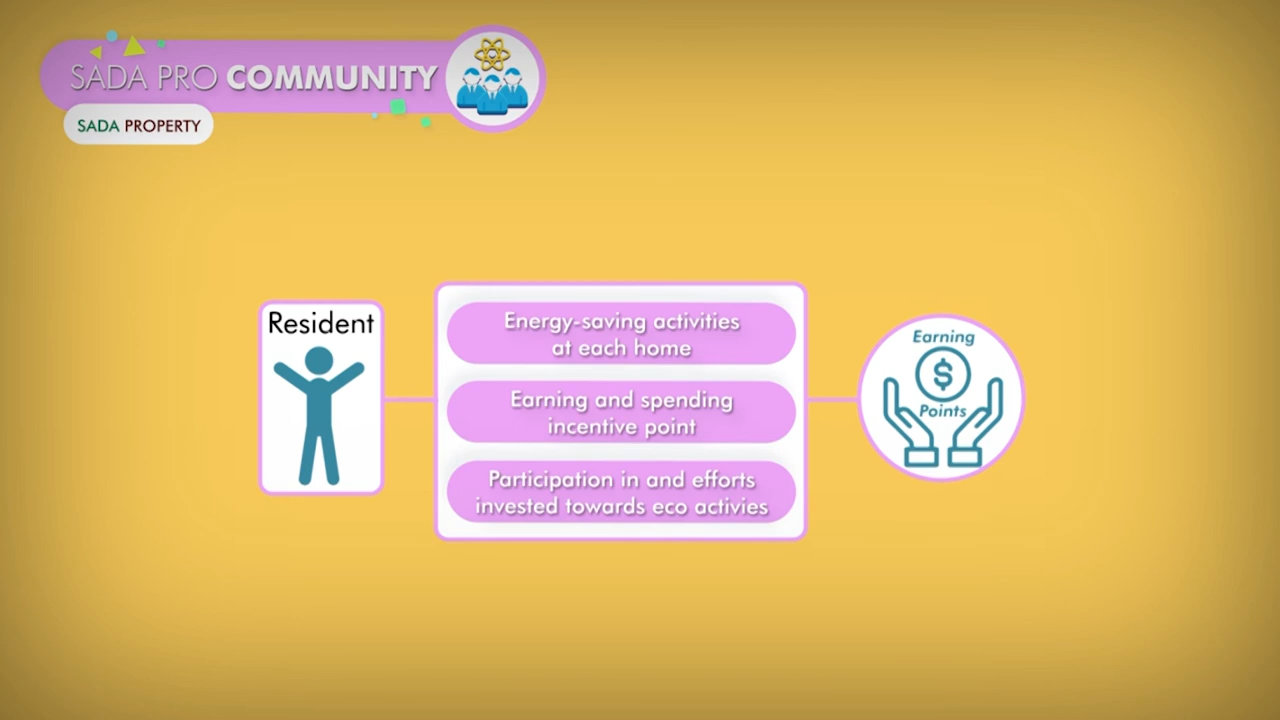 SADA PRO COMMUNITY
SADA PROPERTY
Resident
Energy-saving activities
at each home
Earning and spending
incentive point
Participation in and efforts
invested towards eco activies
Earning
$
Points